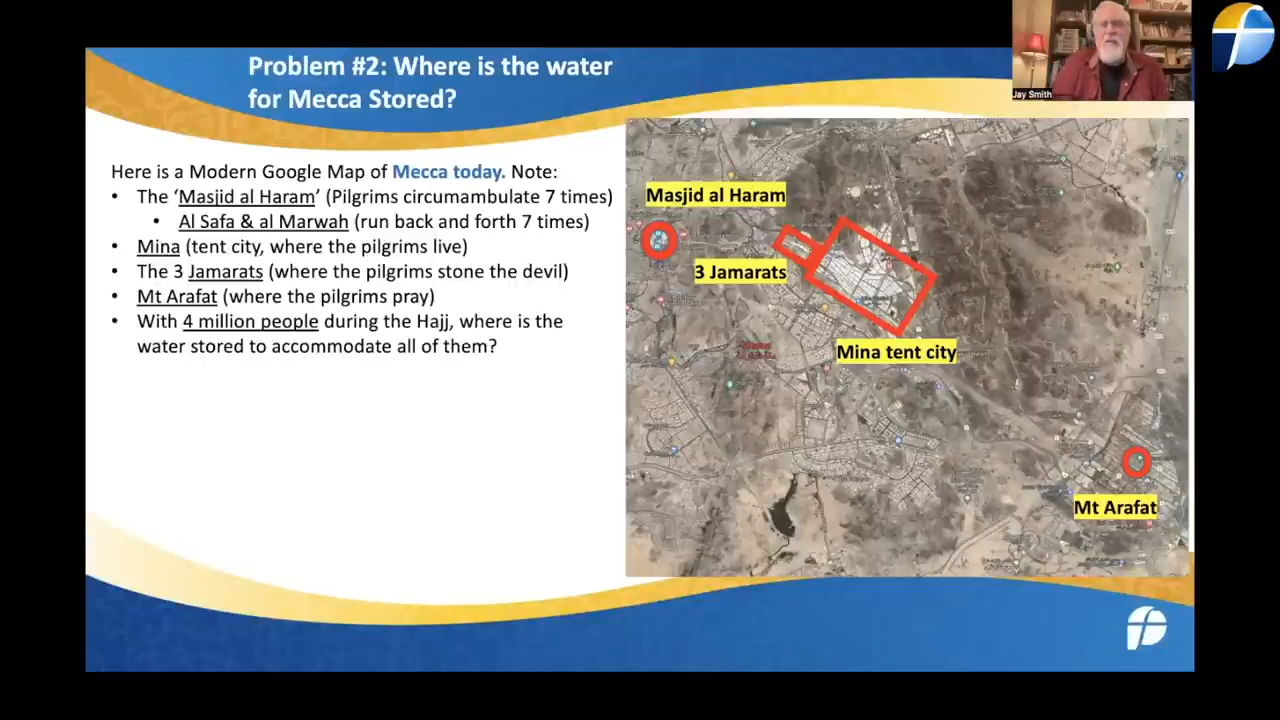 Problem #2: Where is the water
for Mecca Stored?
Jay Smith
Here is a Modern Google Map of Mecca today. Note:
• The ‘Masjid al Haram’ (Pilgrims circumambulate 7 times)
• Al Safa & al Marwah (run back and forth 7 times)
• Mina (tent city, where the pilgrims live)
• The 3 Jamarats (where the pilgrims stone the devil)
• Mt Arafat (where the pilgrims pray)
• With 4 million people during the Hajj, where is the
water stored to accommodate all of them?
Masjid al Haram
3 Jamarats
Mina tent city
Mt Arafat